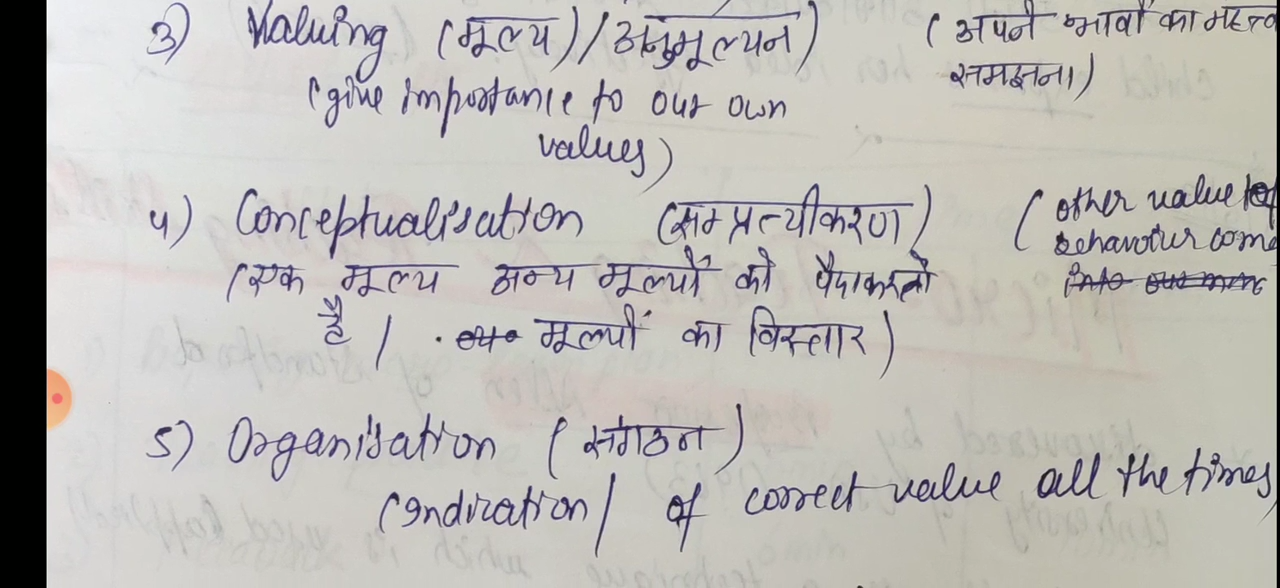 3) Valuing (मूल्य) / अनुमूल्यन) (अपने भावों का महत्व
समझना।)
(give importance to our own
values)
4) Conceptualisation (सम्प्रत्यीकरण) (other value
behaviour come
(एक मूल्य अन्य मूल्यों को पैदा करता
है / मूल्यों का विस्तार)
5) Organisation (संगठन)
(Indication / of correct value all the times